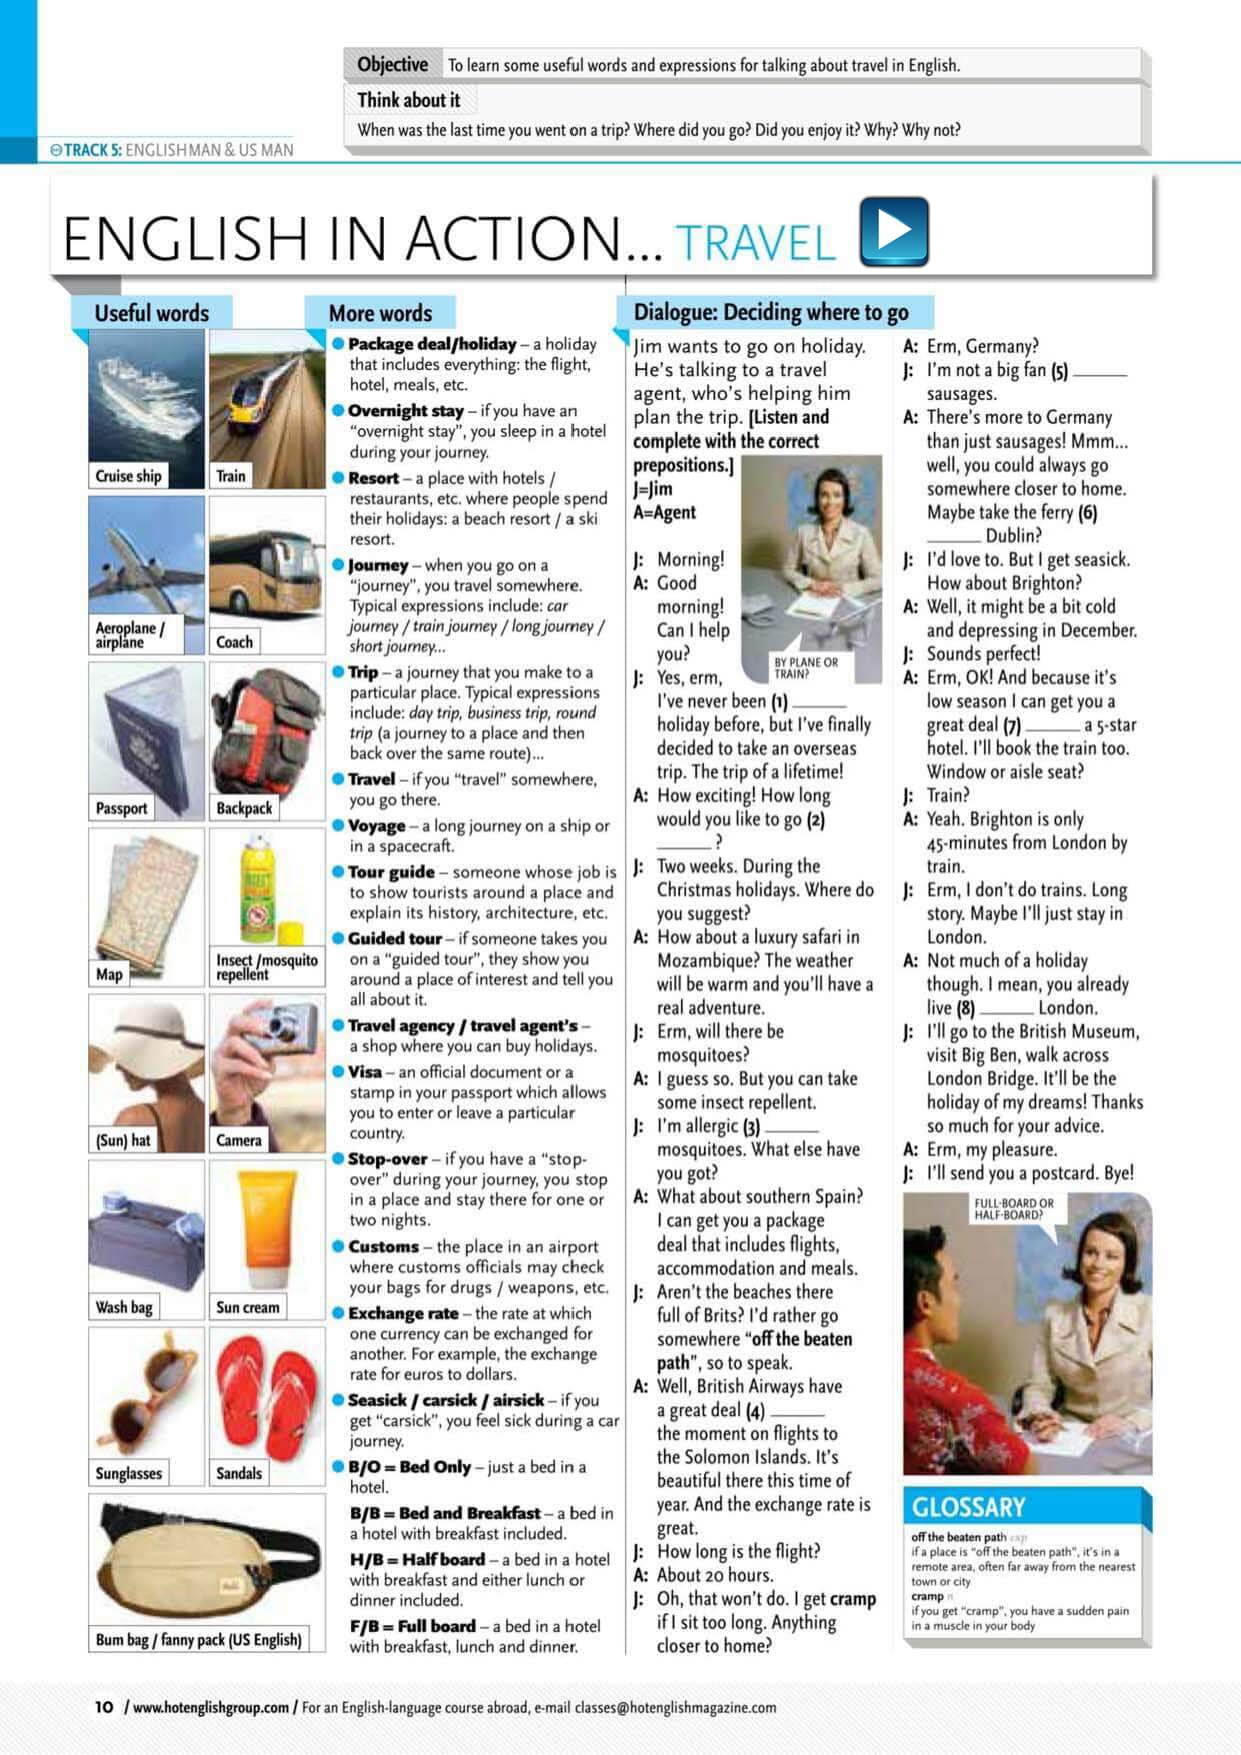 Objective To learn some useful words and expressions for talking about travel in English.
Think about it
When was the last time you went on a trip? Where did you go? Did you enjoy it? Why? Why not?
TRACK 5: ENGLISHMAN & US MAN
ENGLISH IN ACTION... TRAVEL
Useful words
Cruise ship
Train
Aeroplane /
airplane
Coach
Passport
Backpack
Map
Insect /mosquito
repellent
(Sun) hat
Camera
Wash bag
Sun cream
Sunglasses
Sandals
Bum bag / fanny pack (US English)
More words
Package deal/holiday – a holiday
that includes everything: the flight,
hotel, meals, etc.
Overnight stay – if you have an
“overnight stay”, you sleep in a hotel
during your journey.
Resort – a place with hotels /
restaurants, etc. where people spend
their holidays: a beach resort / a ski
resort.
Journey – when you go on a
“journey”, you travel somewhere.
Typical expressions include: car
journey / train journey / long journey /
short journey...
Trip – a journey that you make to a
particular place. Typical expressions
include: day trip, business trip, round
trip (a journey to a place and then
back over the same route)...
Travel – if you “travel” somewhere,
you go there.
Voyage – a long journey on a ship or
in a spacecraft.
Tour guide – someone whose job is
to show tourists around a place and
explain its history, architecture, etc.
Guided tour – if someone takes you
on a “guided tour”, they show you
around a place of interest and tell you
all about it.
Travel agency / travel agent's –
a shop where you can buy holidays.
Visa – an official document or a
stamp in your passport which allows
you to enter or leave a particular
country.
Stop-over – if you have a “stop-
over” during your journey, you stop
in a place and stay there for one or
two nights.
Customs – the place in an airport
where customs officials may check
your bags for drugs / weapons, etc.
Exchange rate – the rate at which
one currency can be exchanged for
another. For example, the exchange
rate for euros to dollars.
Seasick / carsick / airsick – if you
get “carsick”, you feel sick during a car
journey.
B/O = Bed Only – just a bed in a
hotel.
B/B = Bed and Breakfast – a bed in
a hotel with breakfast included.
H/B = Half board – a bed in a hotel
with breakfast and either lunch or
dinner included.
F/B = Full board – a bed in a hotel
with breakfast, lunch and dinner.
Dialogue: Deciding where to go
Jim wants to go on holiday.
He's talking to a travel
agent, who's helping him
plan the trip. [Listen and
complete with the correct
prepositions.]
J=Jim
A=Agent
J: Morning!
A: Good
morning!
Can I help
you?
BY PLANE OR
TRAIN?
J: Yes, erm,
I've never been (1) ______
holiday before, but I've finally
decided to take an overseas
trip. The trip of a lifetime!
A: How exciting! How long
would you like to go (2)
______ ?
J: Two weeks. During the
Christmas holidays. Where do
you suggest?
A: How about a luxury safari in
Mozambique? The weather
will be warm and you'll have a
real adventure.
J: Erm, will there be
mosquitoes?
A: I guess so. But you can take
some insect repellent.
J: I'm allergic (3) ______
mosquitoes. What else have
you got?
A: What about southern Spain?
I can get you a package
deal that includes flights,
accommodation and meals.
J: Aren't the beaches there
full of Brits? I'd rather go
somewhere “off the beaten
path”, so to speak.
A: Well, British Airways have
a great deal (4) ______
the moment on flights to
the Solomon Islands. It's
beautiful there this time of
year. And the exchange rate is
great.
J: How long is the flight?
A: About 20 hours.
J: Oh, that won't do. I get cramp
if I sit too long. Anything
closer to home?
A: Erm, Germany?
J: I'm not a big fan (5) ______
sausages.
A: There's more to Germany
than just sausages! Mmm...
well, you could always go
somewhere closer to home.
Maybe take the ferry (6)
______ Dublin?
J: I'd love to. But I get seasick.
How about Brighton?
A: Well, it might be a bit cold
and depressing in December.
J: Sounds perfect!
A: Erm, OK! And because it's
low season I can get you a
great deal (7) ______ a 5-star
hotel. I'll book the train too.
Window or aisle seat?
J: Train?
A: Yeah. Brighton is only
45-minutes from London by
train.
J: Erm, I don't do trains. Long
story. Maybe I'll just stay in
London.
A: Not much of a holiday
though. I mean, you already
live (8) ______ London.
J: I'll go to the British Museum,
visit Big Ben, walk across
London Bridge. It'll be the
holiday of my dreams! Thanks
so much for your advice.
A: Erm, my pleasure.
J: I'll send you a postcard. Bye!
FULL-BOARD OR
HALF-BOARD?
GLOSSARY
off the beaten path exp
if a place is “off the beaten path”, it's in a
remote area, often far away from the nearest
town or city
cramp n
if you get “cramp”, you have a sudden pain
in a muscle in your body
10 / www.hotenglishgroup.com / For an English-language course abroad, e-mail classes@hotenglishmagazine.com